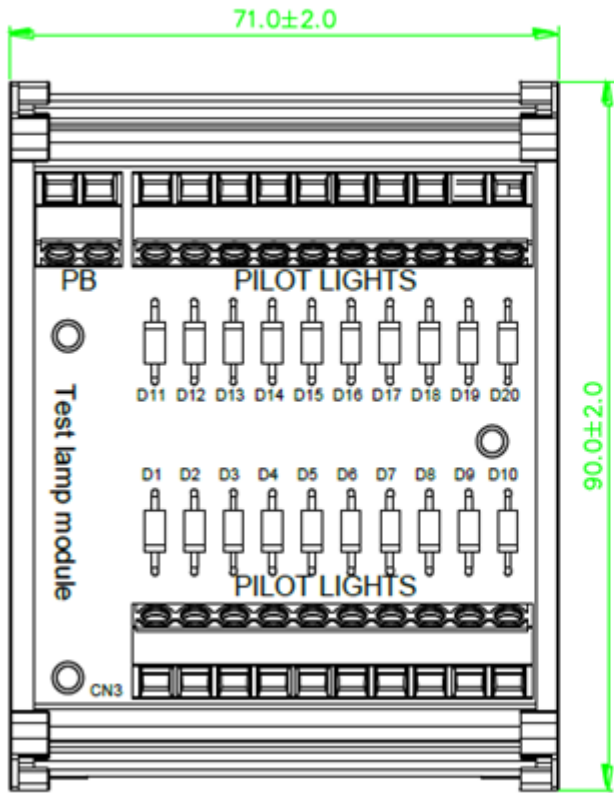 71.0±2.0
PB
PILOT LIGHTS
D11 D12 D13 D14 D15 D16 D17 D18 D19 D20
Test lamp module
90.0±2.0
D1 D2 D3 D4 D5 D6 D7 D8 D9 D10
PILOT LIGHTS
CN3